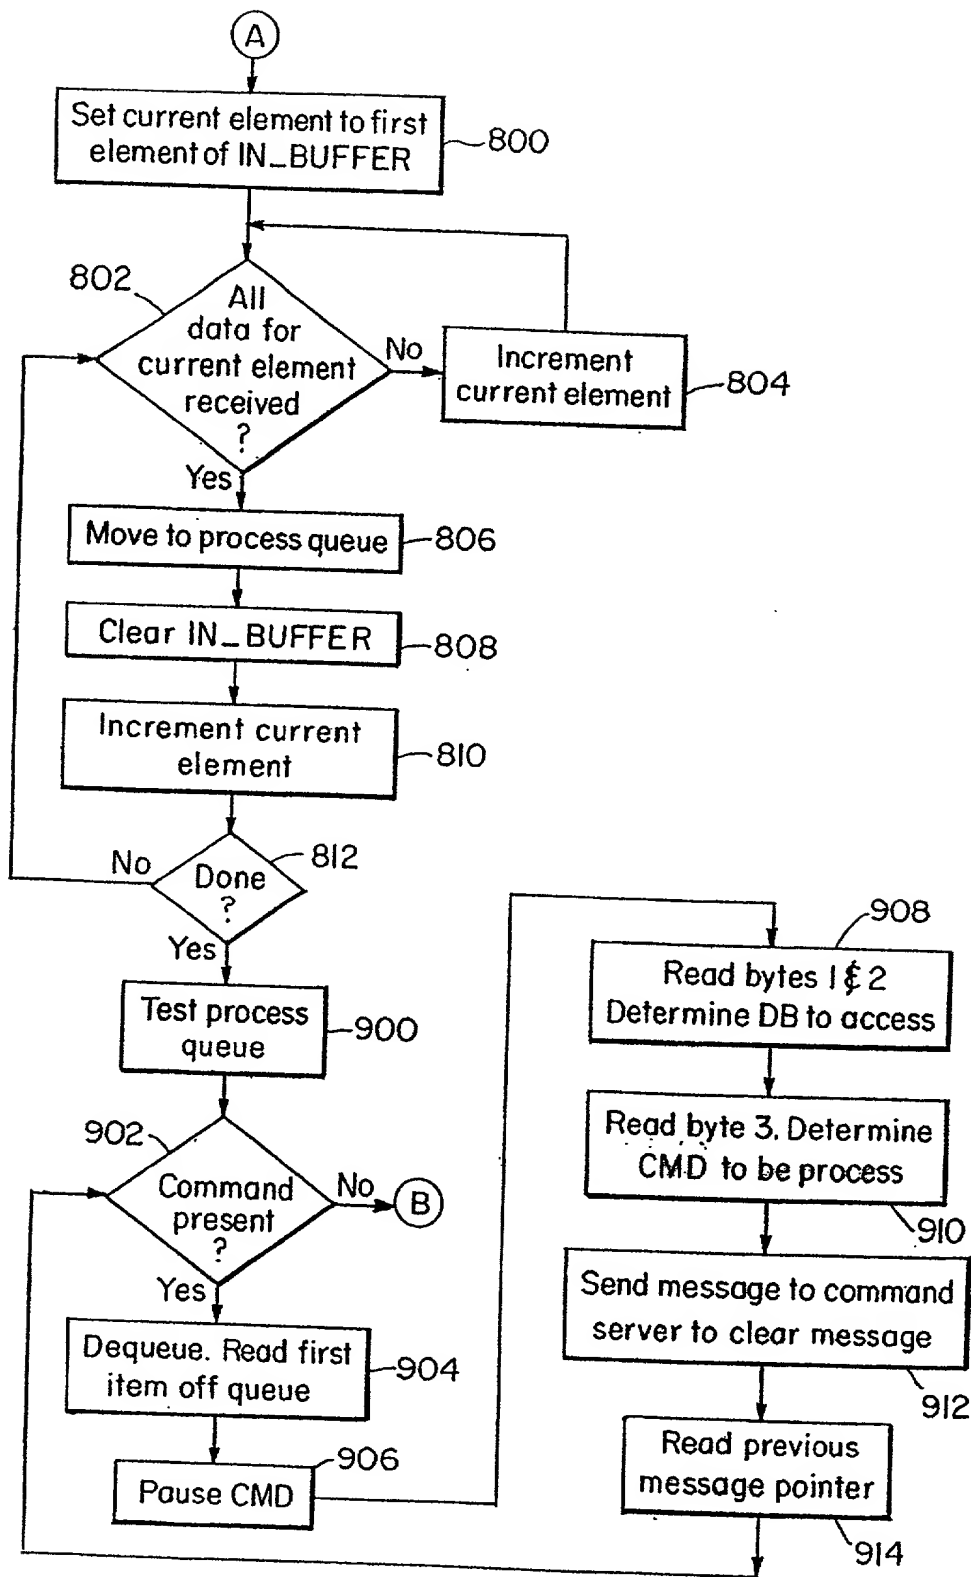 A
Set current element to first
element of IN_BUFFER
800
802
All
data for
current element
received
?
No
Increment
current element
804
Yes
Move to process queue
806
Clear IN_BUFFER
808
Increment current
element
810
812
No
Done
?
Yes
Test process
queue
900
902
Command
present
?
No
B
Yes
Dequeue. Read first
item off queue
904
906
Pause CMD
908
Read bytes 1 & 2
Determine DB to access
Read byte 3. Determine
CMD to be process
910
Send message to command
server to clear message
912
Read previous
message pointer
914